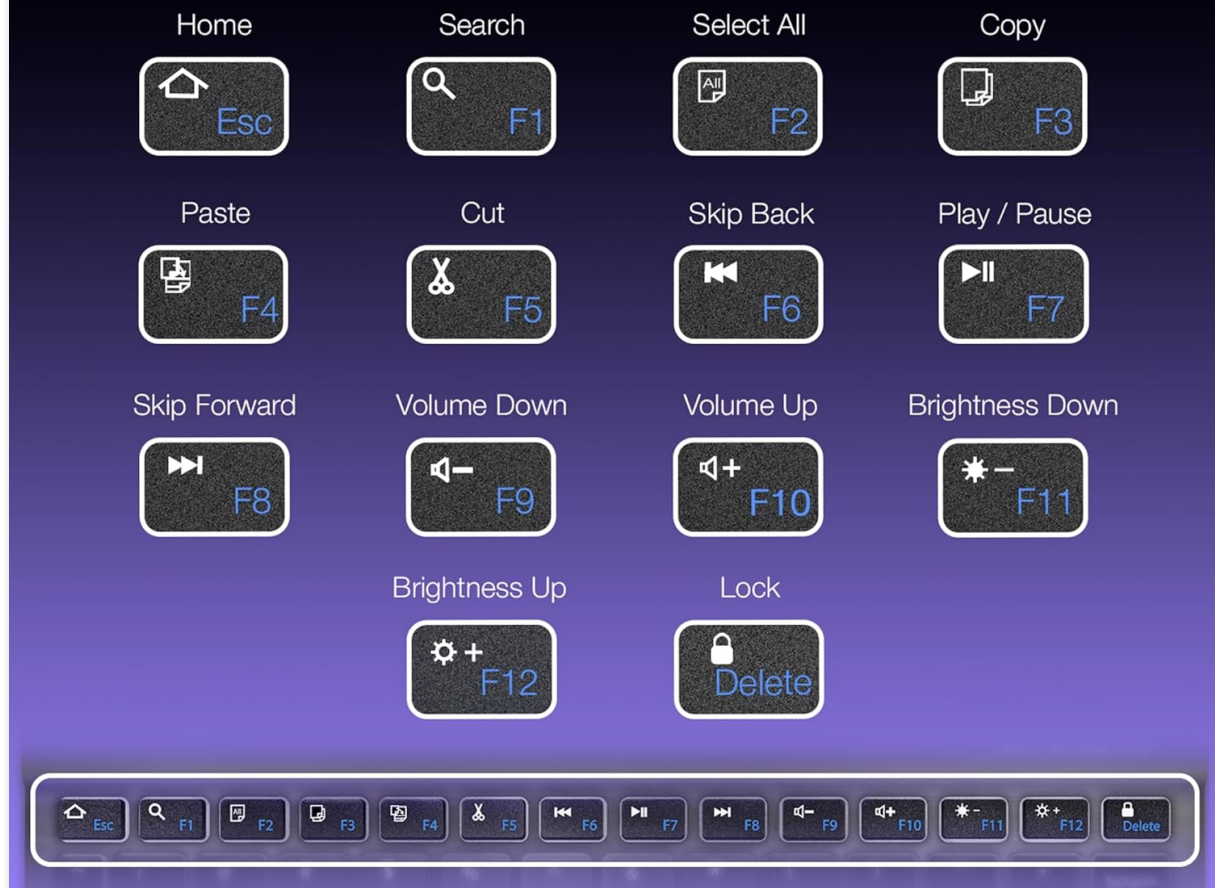 Home Search Select All Copy
Esc F1 All F2 F3
Paste Cut Skip Back Play / Pause
F4 F5 F6 F7
Skip Forward Volume Down Volume Up Brightness Down
F8 F9 F10 F11
Brightness Up Lock
F12 Delete
Esc F1 All F2 F3 F4 F5 F6 F7 F8 F9 F10 F11 F12 Delete